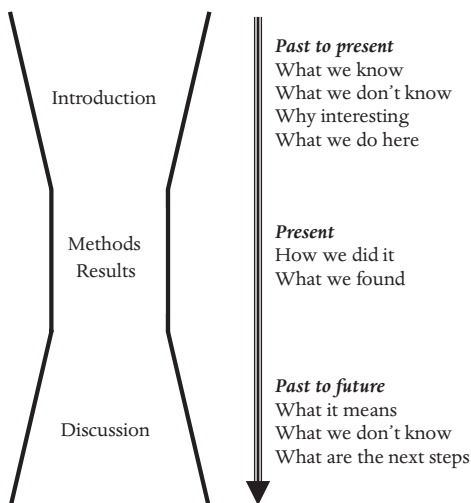 Introduction
Past to present
What we know
What we don't know
Why interesting
What we do here
Methods
Results
Present
How we did it
What we found
Discussion
Past to future
What it means
What we don't know
What are the next steps